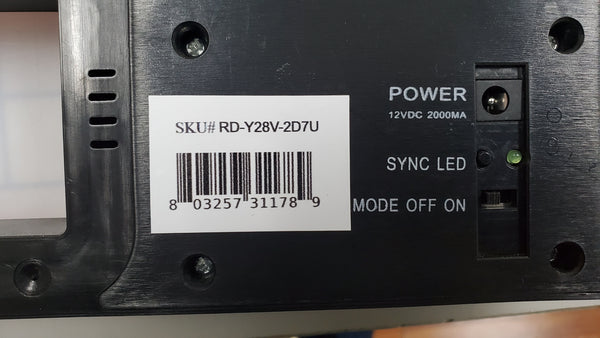 SKU# RD-Y28V-2D7U
8 03257 31178 9
POWER
12VDC 2000MA
SYNC LED
MODE OFF ON